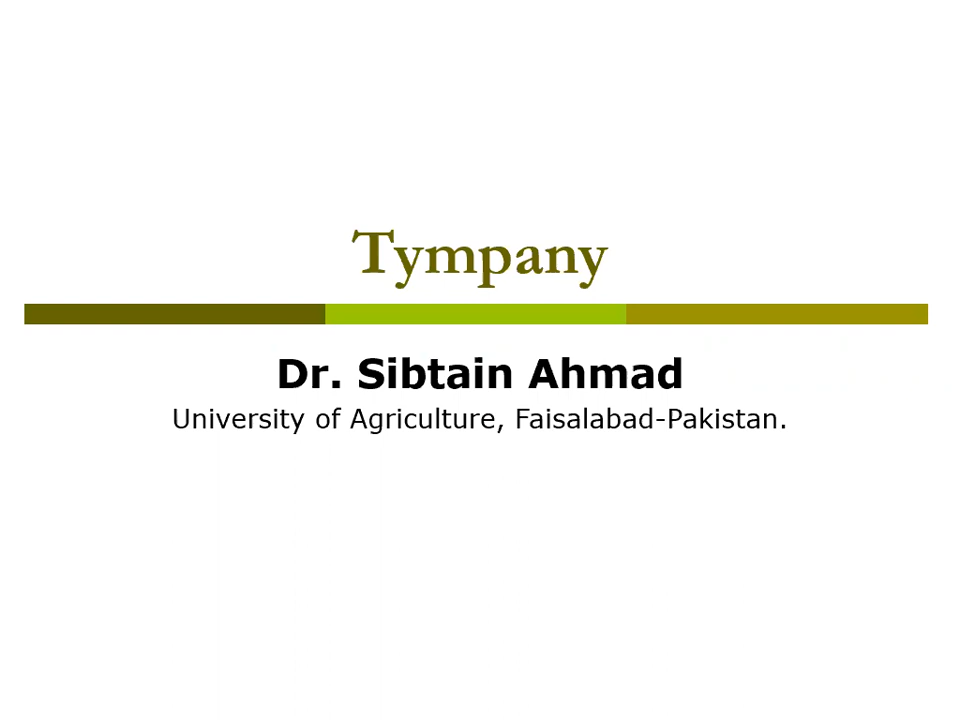 Tympany
Dr. Sibtain Ahmad
University of Agriculture, Faisalabad-Pakistan.